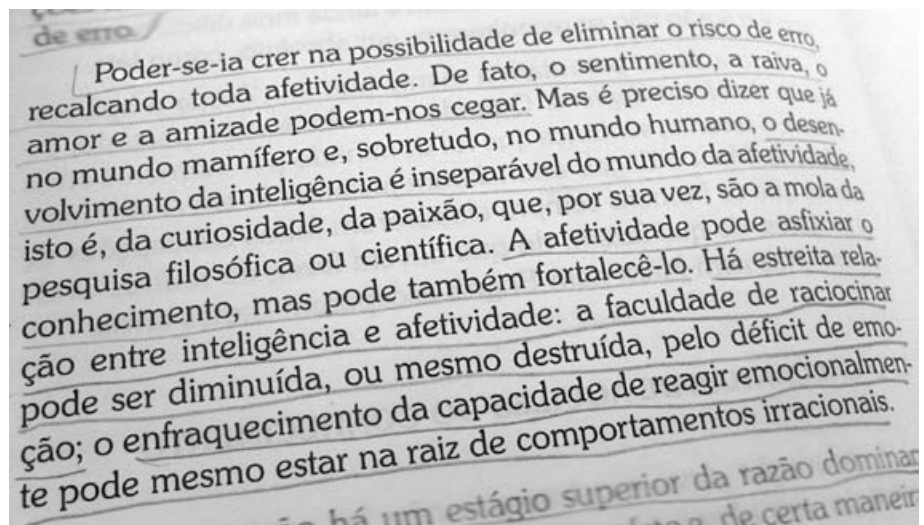 de erro.
Poder-se-ia crer na possibilidade de eliminar o risco de erro,
recalcando toda afetividade. De fato, o sentimento, a raiva, o
amor e a amizade podem-nos cegar. Mas é preciso dizer que já
no mundo mamífero e, sobretudo, no mundo humano, o desen-
volvimento da inteligência é inseparável do mundo da afetividade,
isto é, da curiosidade, da paixão, que, por sua vez, são a mola da
pesquisa filosófica ou científica. A afetividade pode asfixiar o
conhecimento, mas pode também fortalecê-lo. Há estreita rela-
ção entre inteligência e afetividade: a faculdade de raciocinar
pode ser diminuída, ou mesmo destruída, pelo déficit de emo-
ção; o enfraquecimento da capacidade de reagir emocionalmen-
te pode mesmo estar na raiz de comportamentos irracionais.
há um estágio superior da razão dominan
de certa maneir